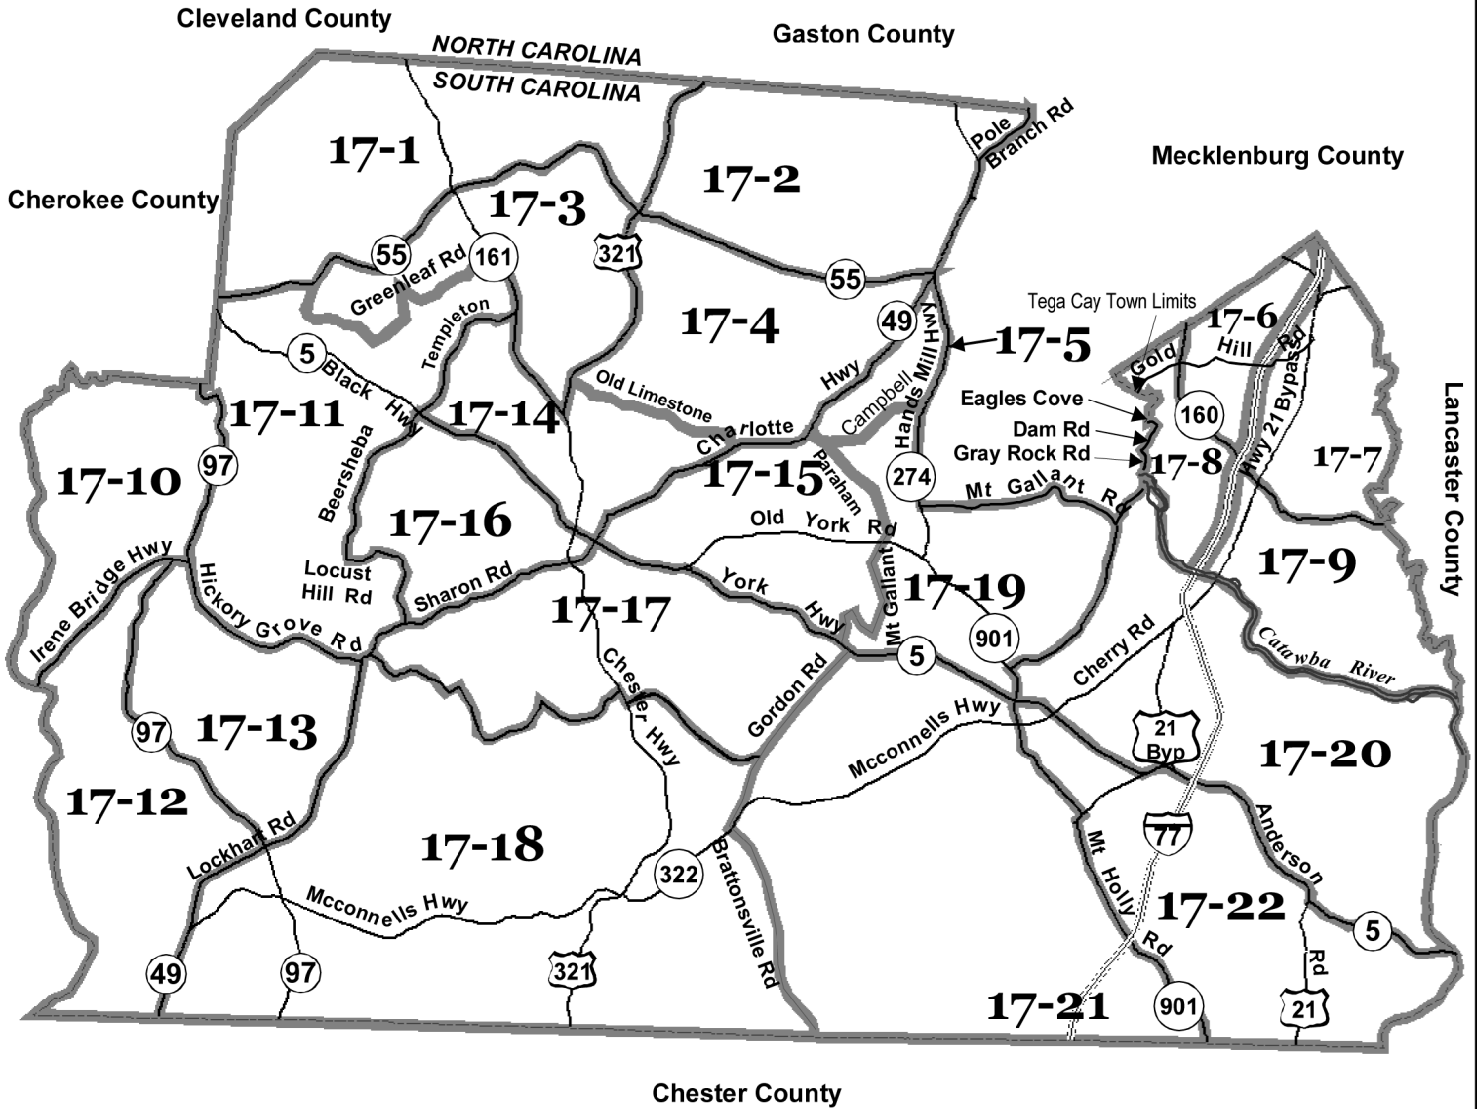 Cleveland County
Gaston County
NORTH CAROLINA
SOUTH CAROLINA
Pole
Branch Rd
17-1
17-2
Mecklenburg County
Cherokee County
17-3
55
Greenleaf Rd
161
321
55
Tega Cay Town Limits
17-6
Templeton
17-4
49
Hwy
Hands Mill Hwy
17-5
Gold
Hill
Rd
5
Black Hwy
Old Limestone
Campbell
Eagles Cove
160
Hwy 21 Bypass
Lancaster County
17-11
17-14
Charlotte
Dam Rd
Gray Rock Rd
17-8
17-7
97
17-10
Beersheba
17-15
Paraham
274
Mt Gallant Rd
17-16
Old York Rd
Irene Bridge Hwy
Hickory Grove Rd
Locust
Hill Rd
Sharon Rd
York
Hwy
Mt Gallant
17-19
17-9
17-17
901
5
Cherry Rd
Catawba River
Chester Hwy
Gordon Rd
Mcconnells Hwy
97
17-13
21
Byp
17-20
17-12
Lockhart Rd
17-18
77
Anderson
Rd
Mt Holly
Rd
322
Brattonsville Rd
Mcconnells Hwy
17-22
5
49
97
321
17-21
901
21
Chester County